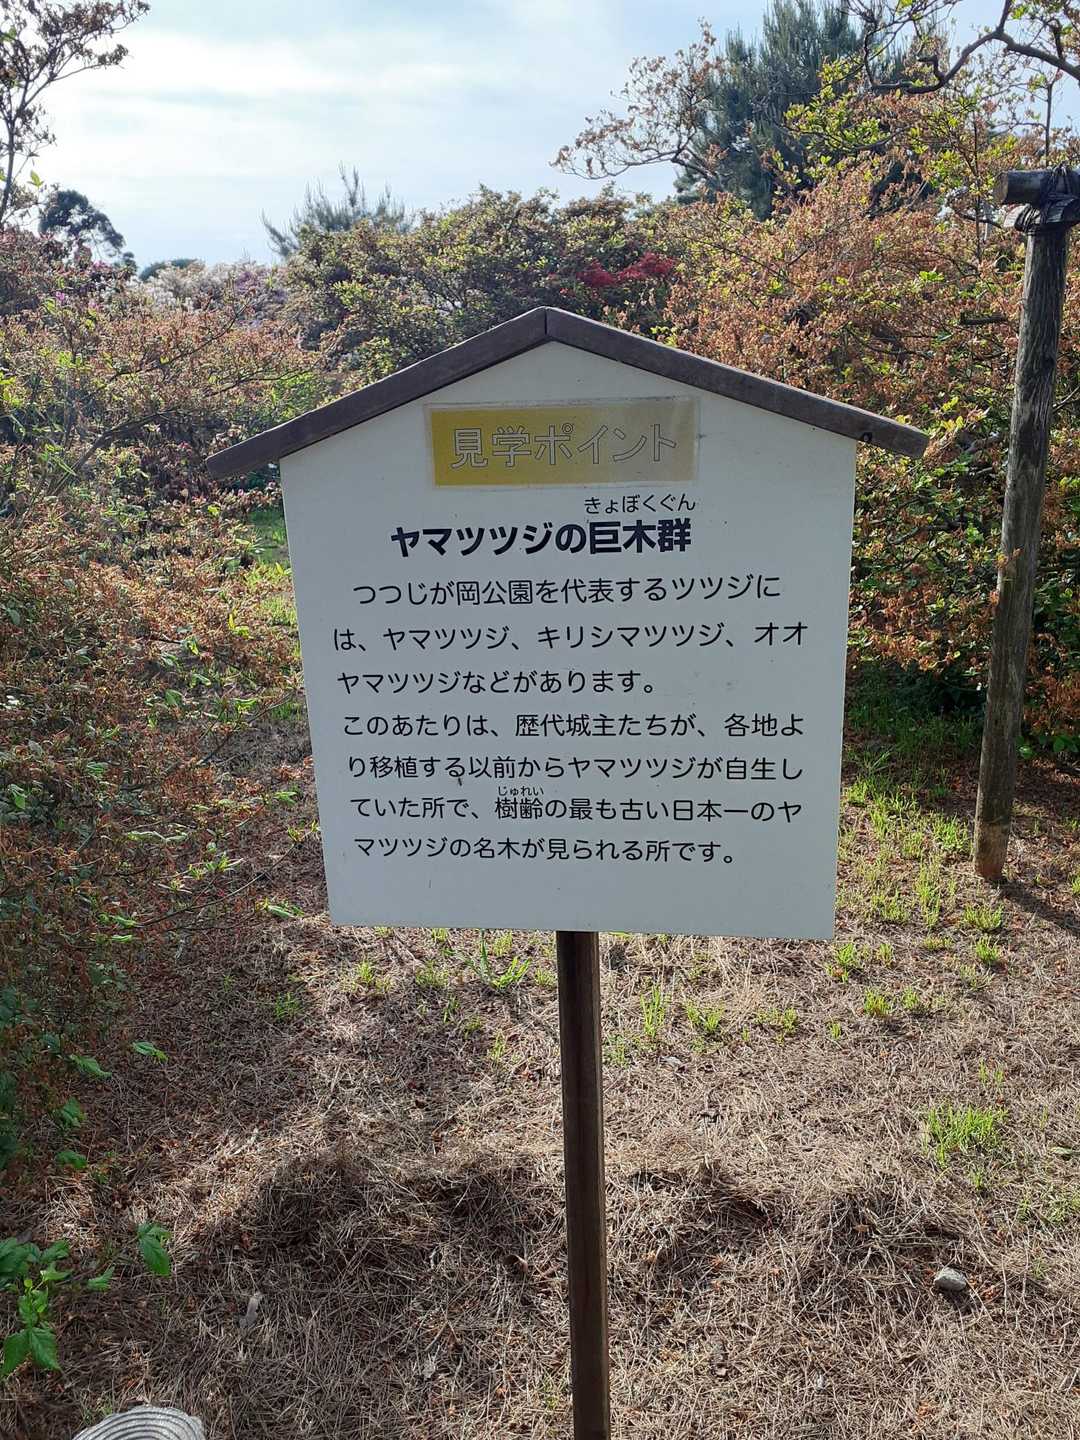 見学ポイント
きょぼくぐん
ヤマツツジの巨木群
つつじが岡公園を代表するツツジに
は、ヤマツツジ、キリシマツツジ、オオ
ヤマツツジなどがあります。
このあたりは、歴代城主たちが、各地よ
り移植する以前からヤマツツジが自生し
じゅれい
ていた所で、樹齢の最も古い日本一のヤ
マツツジの名木が見られる所です。